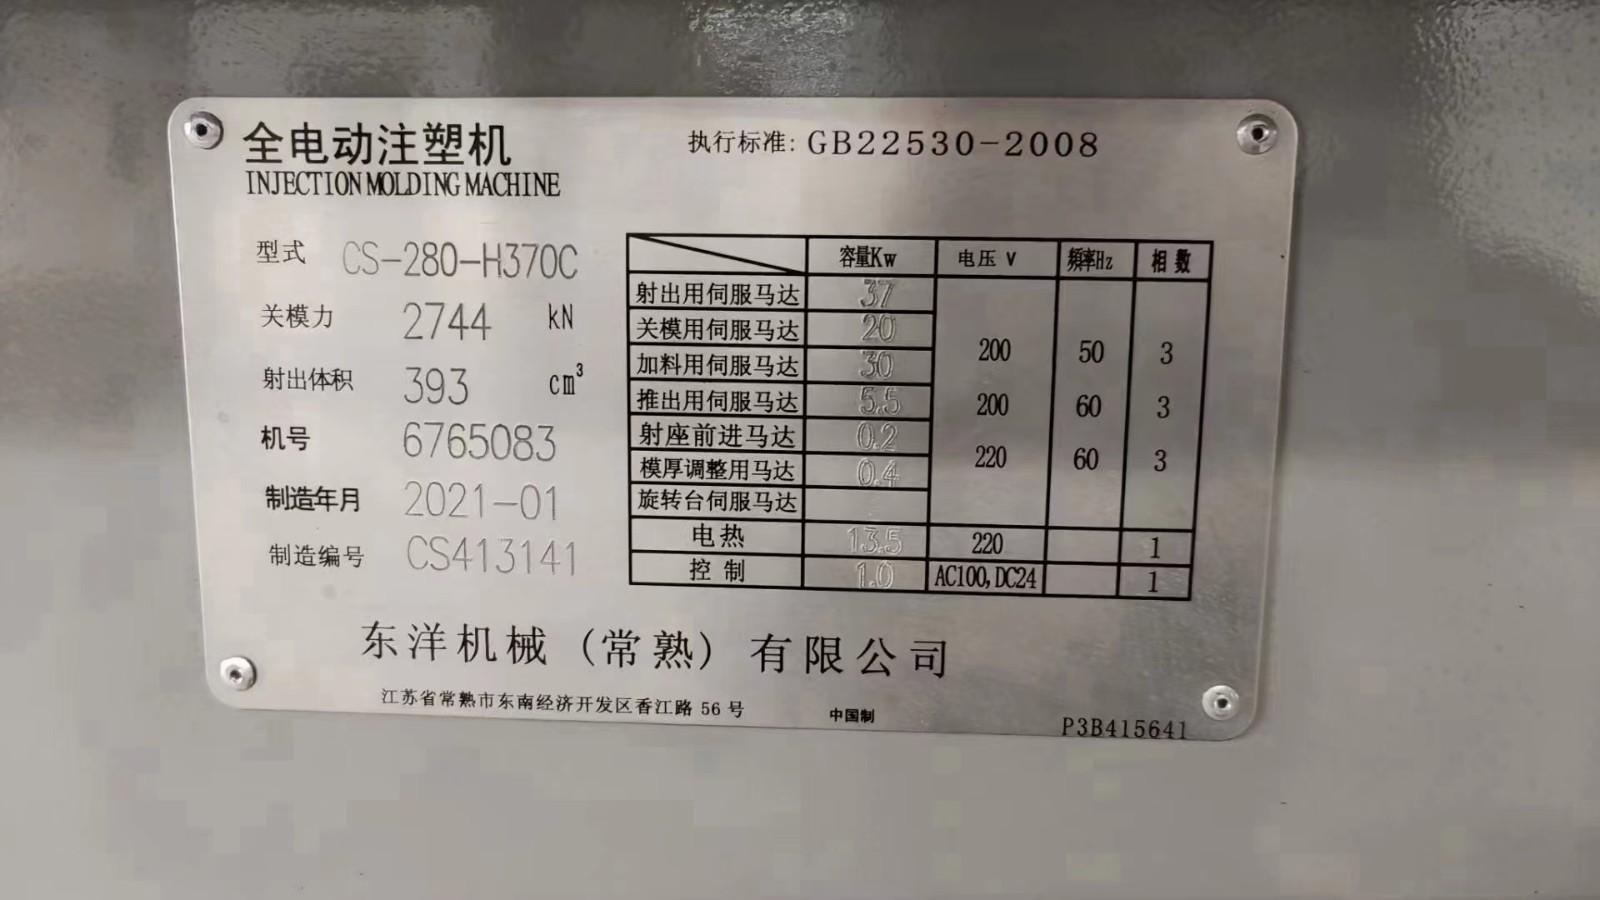 全电动注塑机
INJECTION MOLDING MACHINE
执行标准: GB22530-2008
型式 CS-280-H370C
关模力 2744 kN
射出体积 393 cm³
机号 6765083
制造年月 2021-01
制造编号 CS413141
容量Kw 电压 V 频率Hz 相数
射出用伺服马达 37
关模用伺服马达 20
加料用伺服马达 30
推出用伺服马达 5.5
射座前进马达 0.2
模厚调整用马达 0.4
旋转台伺服马达
200 50 3
200 60 3
220 60 3
电热 13.5 220 1
控制 1.0 AC100,DC24 1
东洋机械 (常熟) 有限公司
江苏省常熟市东南经济开发区香江路 56 号
中国制
P3B415641